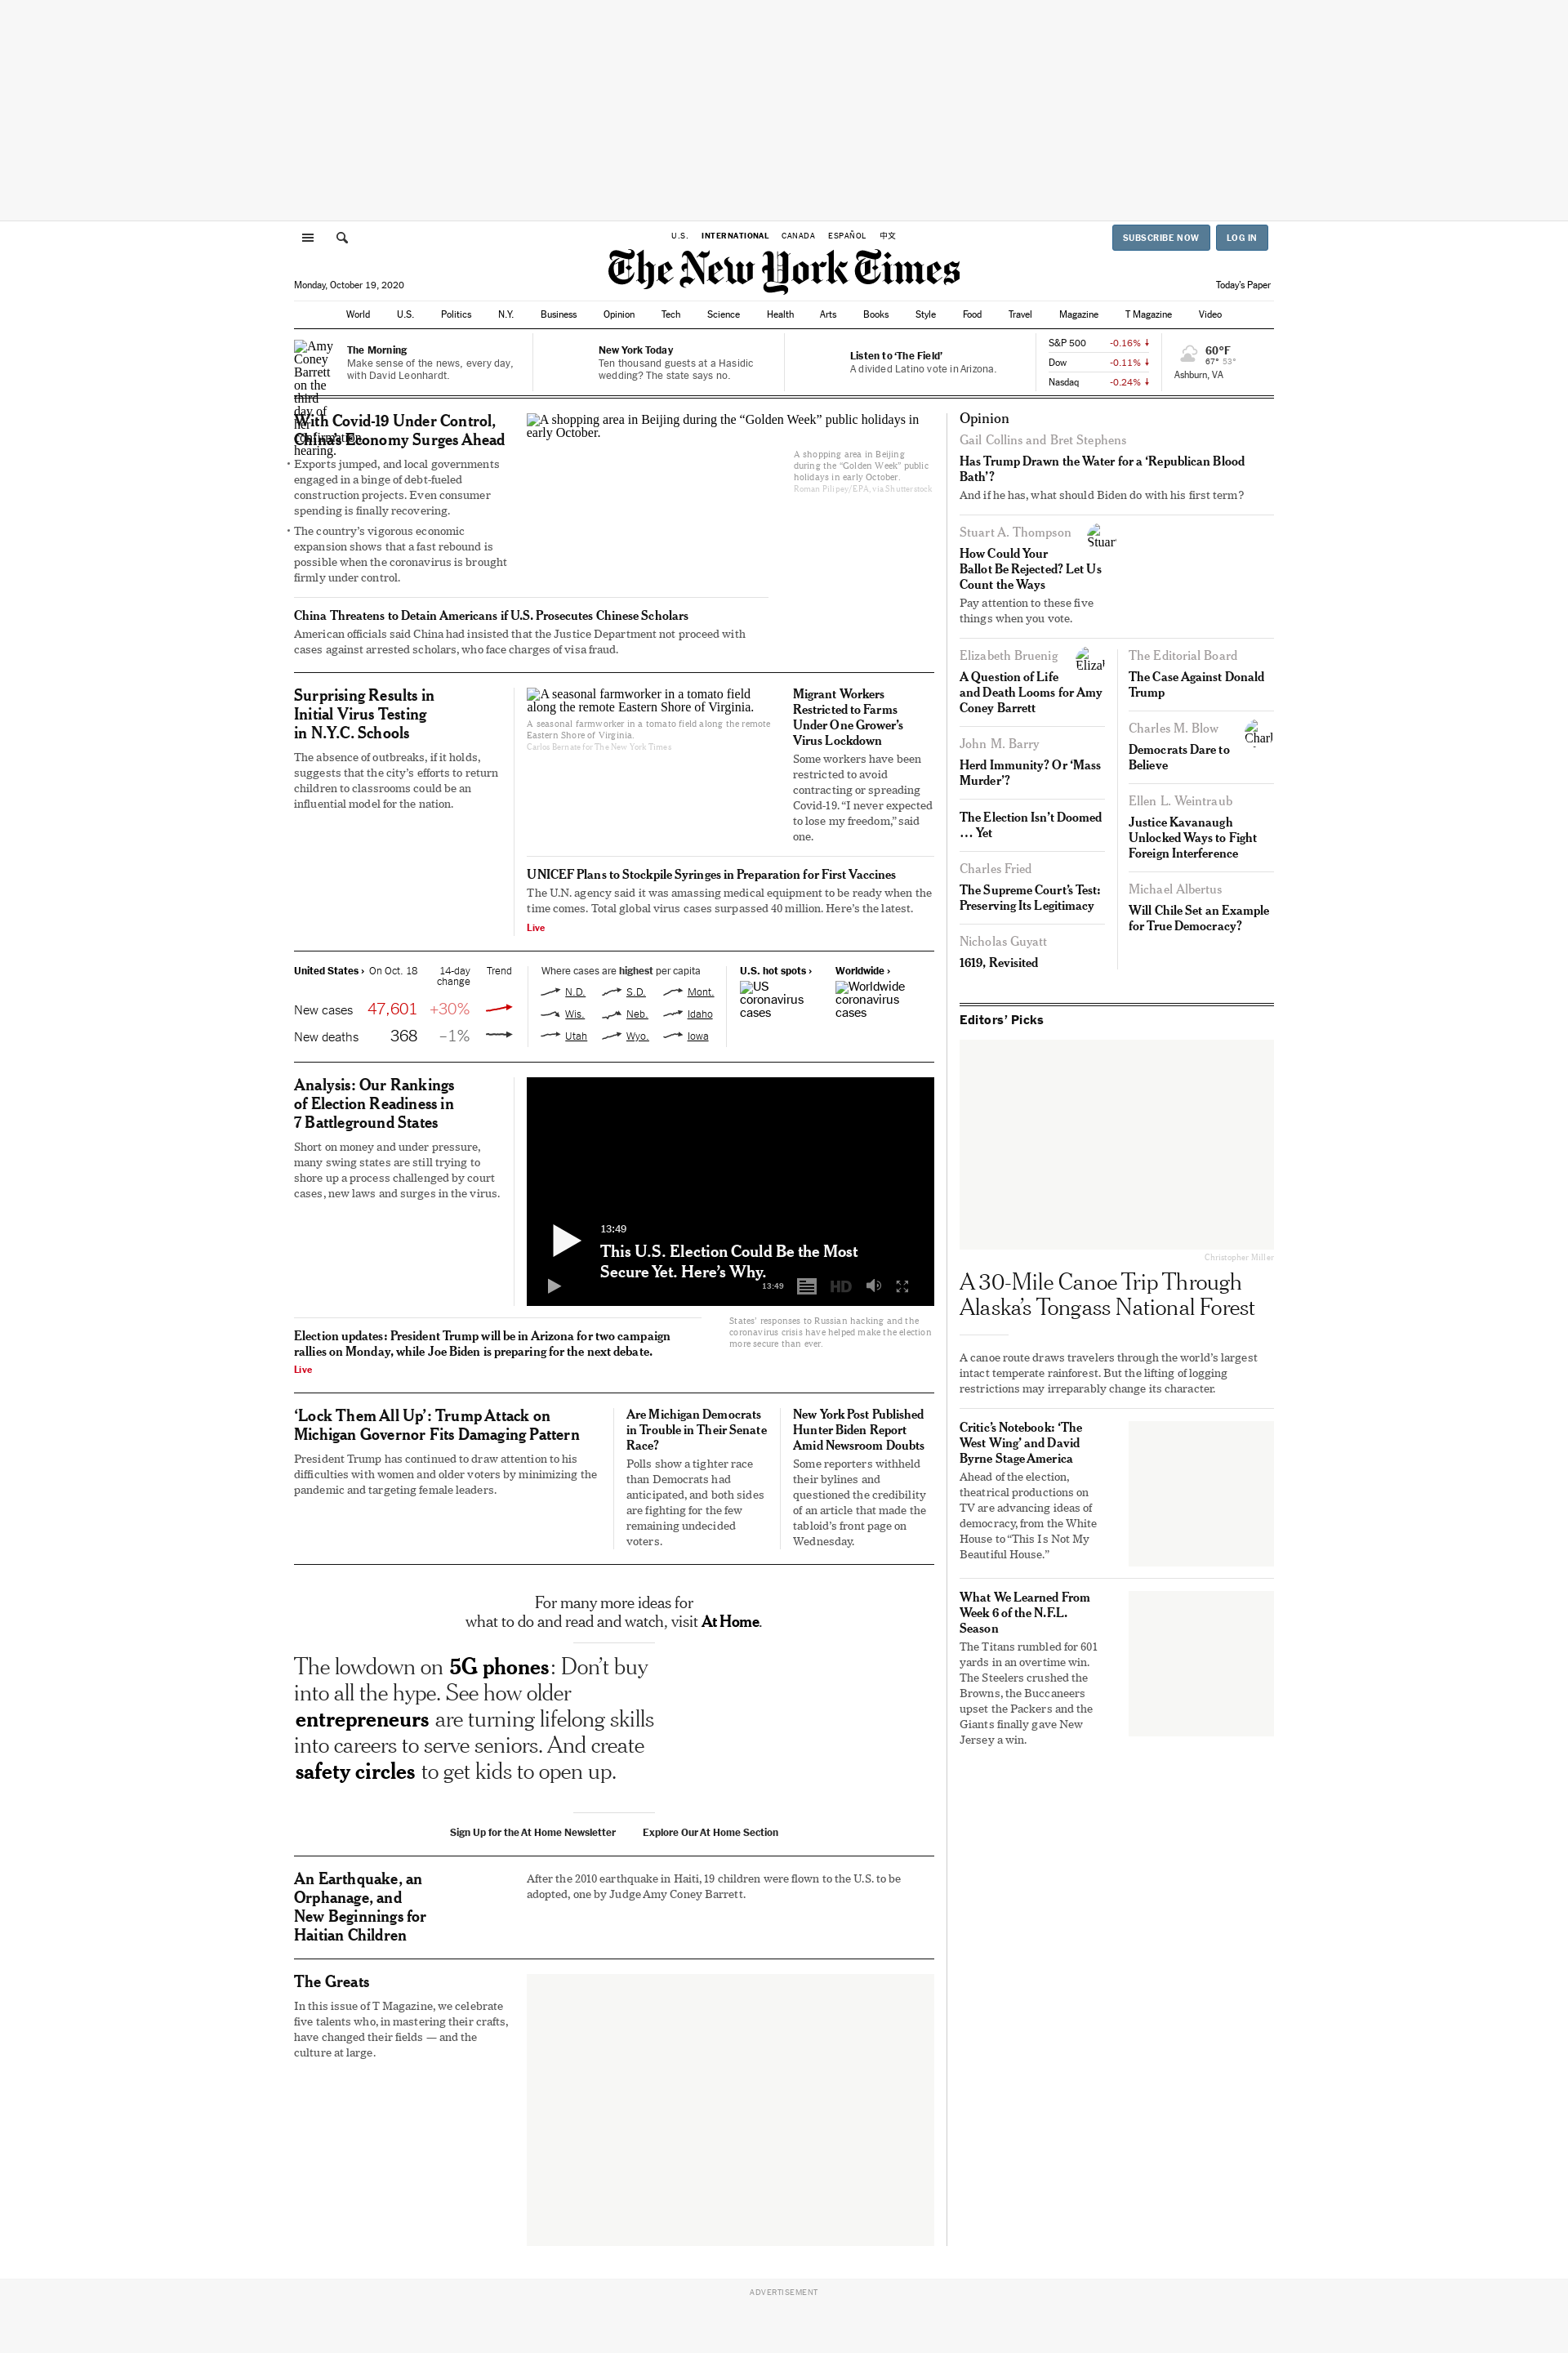 U.S. INTERNATIONAL CANADA ESPAÑOL 中文
SUBSCRIBE NOW LOG IN
The New York Times
Monday, October 19, 2020
Today's Paper
World U.S. Politics N.Y. Business Opinion Tech Science Health Arts Books Style Food Travel Magazine T Magazine Video
Amy
Coney
Barrett
on the
third
day of
her
confirmation
hearing.
The Morning
Make sense of the news, every day,
with David Leonhardt.
New York Today
Ten thousand guests at a Hasidic
wedding? The state says no.
Listen to ‘The Field’
A divided Latino vote in Arizona.
S&P 500 -0.16%
Dow -0.11%
Nasdaq -0.24%
60°F
67° 53°
Ashburn, VA
With Covid-19 Under Control,
China’s Economy Surges Ahead
• Exports jumped, and local governments
engaged in a binge of debt-fueled
construction projects. Even consumer
spending is finally recovering.
• The country’s vigorous economic
expansion shows that a fast rebound is
possible when the coronavirus is brought
firmly under control.
A shopping area in Beijing during the “Golden Week” public holidays in
early October.
A shopping area in Beijing
during the “Golden Week” public
holidays in early October.
Roman Pilipey/EPA, via Shutterstock
China Threatens to Detain Americans if U.S. Prosecutes Chinese Scholars
American officials said China had insisted that the Justice Department not proceed with
cases against arrested scholars, who face charges of visa fraud.
Surprising Results in
Initial Virus Testing
in N.Y.C. Schools
The absence of outbreaks, if it holds,
suggests that the city’s efforts to return
children to classrooms could be an
influential model for the nation.
A seasonal farmworker in a tomato field
along the remote Eastern Shore of Virginia.
A seasonal farmworker in a tomato field along the remote
Eastern Shore of Virginia.
Carlos Bernate for The New York Times
Migrant Workers
Restricted to Farms
Under One Grower’s
Virus Lockdown
Some workers have been
restricted to avoid
contracting or spreading
Covid-19. “I never expected
to lose my freedom,” said
one.
UNICEF Plans to Stockpile Syringes in Preparation for First Vaccines
The U.N. agency said it was amassing medical equipment to be ready when the
time comes. Total global virus cases surpassed 40 million. Here’s the latest.
Live
United States › On Oct. 18 14-day
change Trend
New cases 47,601 +30%
New deaths 368 –1%
Where cases are highest per capita
N.D. S.D. Mont.
Wis. Neb. Idaho
Utah Wyo. Iowa
U.S. hot spots ›
US
coronavirus
cases
Worldwide ›
Worldwide
coronavirus
cases
Analysis: Our Rankings
of Election Readiness in
7 Battleground States
Short on money and under pressure,
many swing states are still trying to
shore up a process challenged by court
cases, new laws and surges in the virus.
13:49
This U.S. Election Could Be the Most
Secure Yet. Here’s Why.
13:49 HD
States’ responses to Russian hacking and the
coronavirus crisis have helped make the election
more secure than ever.
Election updates: President Trump will be in Arizona for two campaign
rallies on Monday, while Joe Biden is preparing for the next debate.
Live
‘Lock Them All Up’: Trump Attack on
Michigan Governor Fits Damaging Pattern
President Trump has continued to draw attention to his
difficulties with women and older voters by minimizing the
pandemic and targeting female leaders.
Are Michigan Democrats
in Trouble in Their Senate
Race?
Polls show a tighter race
than Democrats had
anticipated, and both sides
are fighting for the few
remaining undecided
voters.
New York Post Published
Hunter Biden Report
Amid Newsroom Doubts
Some reporters withheld
their bylines and
questioned the credibility
of an article that made the
tabloid’s front page on
Wednesday.
For many more ideas for
what to do and read and watch, visit At Home.
The lowdown on 5G phones: Don’t buy
into all the hype. See how older
entrepreneurs are turning lifelong skills
into careers to serve seniors. And create
safety circles to get kids to open up.
Sign Up for the At Home Newsletter Explore Our At Home Section
An Earthquake, an
Orphanage, and
New Beginnings for
Haitian Children
After the 2010 earthquake in Haiti, 19 children were flown to the U.S. to be
adopted, one by Judge Amy Coney Barrett.
The Greats
In this issue of T Magazine, we celebrate
five talents who, in mastering their crafts,
have changed their fields — and the
culture at large.
Opinion
Gail Collins and Bret Stephens
Has Trump Drawn the Water for a ‘Republican Blood
Bath’?
And if he has, what should Biden do with his first term?
Stuart A. Thompson
Stuar
How Could Your
Ballot Be Rejected? Let Us
Count the Ways
Pay attention to these five
things when you vote.
Elizabeth Bruenig
Elizal
A Question of Life
and Death Looms for Amy
Coney Barrett
John M. Barry
Herd Immunity? Or ‘Mass
Murder’?
The Election Isn’t Doomed
… Yet
Charles Fried
The Supreme Court’s Test:
Preserving Its Legitimacy
Nicholas Guyatt
1619, Revisited
The Editorial Board
The Case Against Donald
Trump
Charles M. Blow
Charl
Democrats Dare to
Believe
Ellen L. Weintraub
Justice Kavanaugh
Unlocked Ways to Fight
Foreign Interference
Michael Albertus
Will Chile Set an Example
for True Democracy?
Editors’ Picks
Christopher Miller
A 30-Mile Canoe Trip Through
Alaska’s Tongass National Forest
A canoe route draws travelers through the world’s largest
intact temperate rainforest. But the lifting of logging
restrictions may irreparably change its character.
Critic’s Notebook: ‘The
West Wing’ and David
Byrne Stage America
Ahead of the election,
theatrical productions on
TV are advancing ideas of
democracy, from the White
House to “This Is Not My
Beautiful House.”
What We Learned From
Week 6 of the N.F.L.
Season
The Titans rumbled for 601
yards in an overtime win.
The Steelers crushed the
Browns, the Buccaneers
upset the Packers and the
Giants finally gave New
Jersey a win.
ADVERTISEMENT